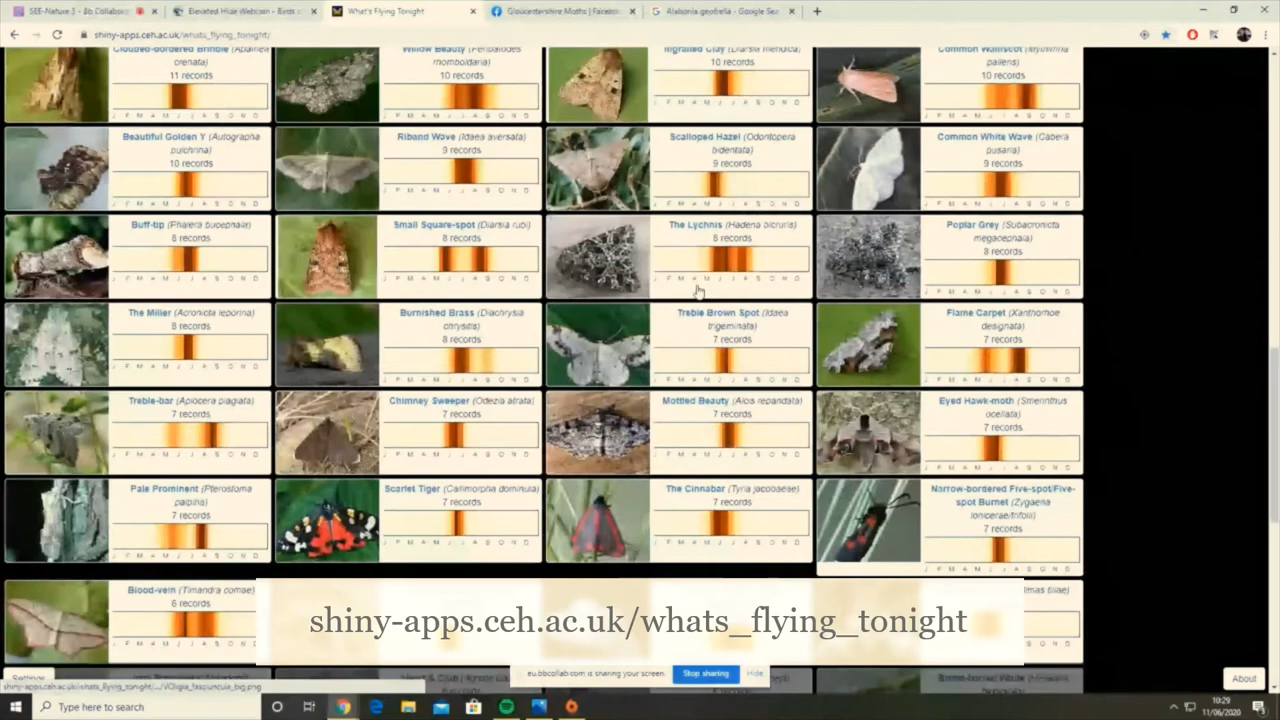 SEE-Nature 3 - Bb Collabora
Elevated Hide Webcam - Birds o
What's Flying Tonight
Gloucestershire Moths | Facebo
Alabonia geofrella - Google Sea
shiny-apps.ceh.ac.uk/whats_flying_tonight/
Clouded-bordered Brindle (Apamea
crenata)
11 records
Willow Beauty (Peribatodes
rhomboidaria)
10 records
Ingrailed Clay (Diarsia mendica)
10 records
Common Wainscot (Mythimna
pallens)
10 records
Beautiful Golden Y (Autographa
pulchrina)
10 records
Riband Wave (Idaea aversata)
9 records
Scalloped Hazel (Odontopera
bidentata)
9 records
Common White Wave (Cabera
pusaria)
9 records
Buff-tip (Phalera bucephala)
8 records
Small Square-spot (Diarsia rubi)
8 records
The Lychnis (Hadena bicruris)
8 records
Poplar Grey (Subacronicta
megacephala)
8 records
The Miller (Acronicta leporina)
8 records
Burnished Brass (Diachrysia
chrysitis)
8 records
Treble Brown Spot (Idaea
trigeminata)
7 records
Flame Carpet (Xanthorhoe
designata)
7 records
Treble-bar (Aplocera plagiata)
7 records
Chimney Sweeper (Odezia atrata)
7 records
Mottled Beauty (Alcis repandata)
7 records
Eyed Hawk-moth (Smerinthus
ocellata)
7 records
Pale Prominent (Pterostoma
palpina)
7 records
Scarlet Tiger (Callimorpha dominula)
7 records
The Cinnabar (Tyria jacobaeae)
7 records
Narrow-bordered Five-spot/Five-
spot Burnet (Zygaena
lonicerae/trifolii)
7 records
Blood-vein (Timandra comae)
6 records
shiny-apps.ceh.ac.uk/whats_flying_tonight
eu.bbcollab.com is sharing your screen.
Stop sharing
Hide
Settings
About
Type here to search
10:29
11/06/2020